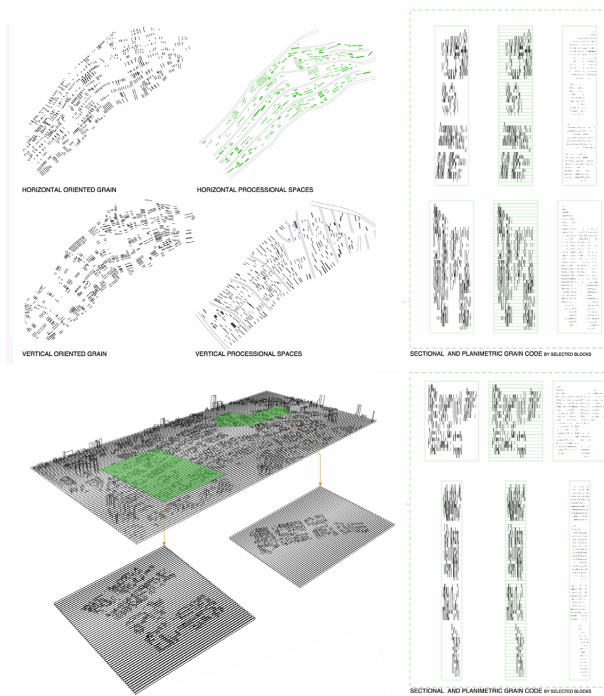 HORIZONTAL ORIENTED GRAIN
HORIZONTAL PROCESSIONAL SPACES
VERTICAL ORIENTED GRAIN
VERTICAL PROCESSIONAL SPACES
SECTIONAL AND PLANIMETRIC GRAIN CODE BY SELECTED BLOCKS
SECTIONAL AND PLANIMETRIC GRAIN CODE BY SELECTED BLOCKS